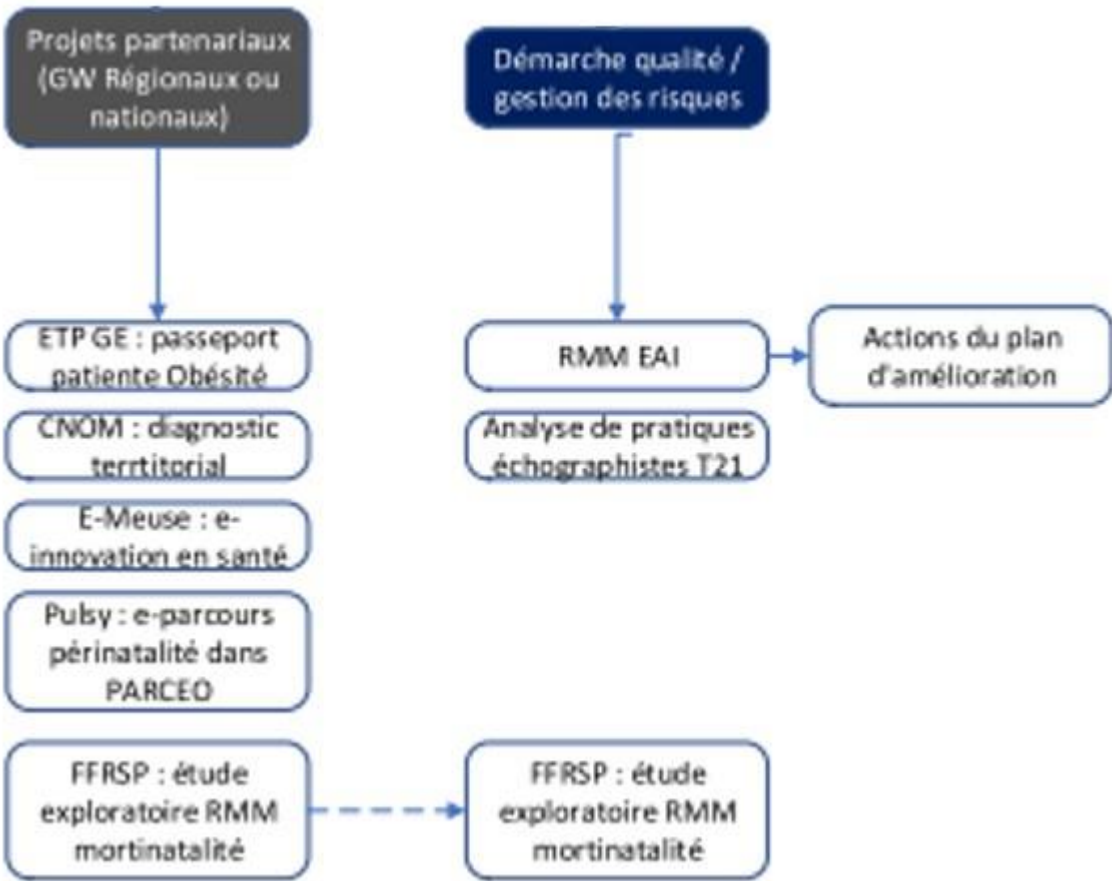 Projets partenariaux
(GW Régionaux ou
nationaux)
Démarche qualité /
gestion des risques
ETP GE : passeport
patiente Obésité
CNOM : diagnostic
terrtitorial
E-Meuse : e-
innovation en santé
Pulsy : e-parcours
périnatalité dans
PARCEO
FFRSP : étude
exploratoire RMM
mortinatalité
RMM EAI
Analyse de pratiques
échographistes T21
FFRSP : étude
exploratoire RMM
mortinatalité
Actions du plan
d'amélioration